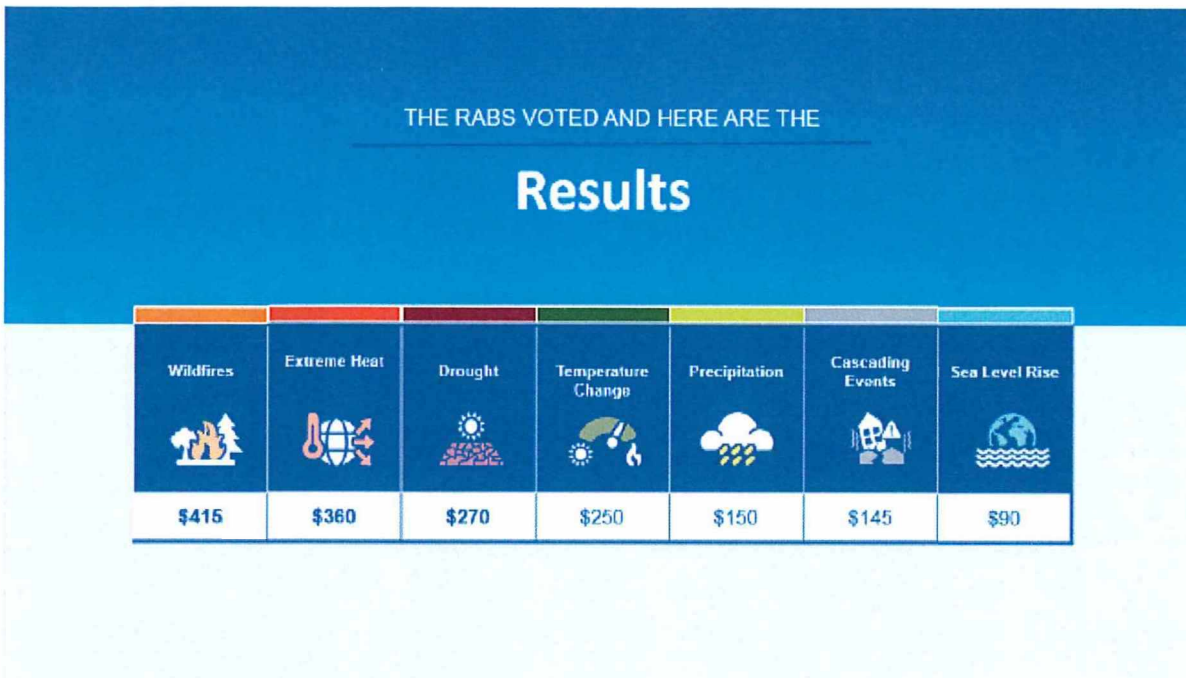 THE RABS VOTED AND HERE ARE THE
Results
Wildfires
Extreme Heat
Drought
Temperature
Change
Precipitation
Cascading
Events
Sea Level Rise
$415
$360
$270
$250
$150
$145
$90